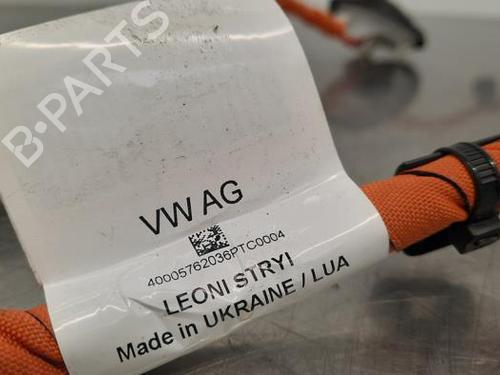 B-PARTS
VW AG
40005762036PTC0004
LEONI STRYI
Made in UKRAINE / LUA